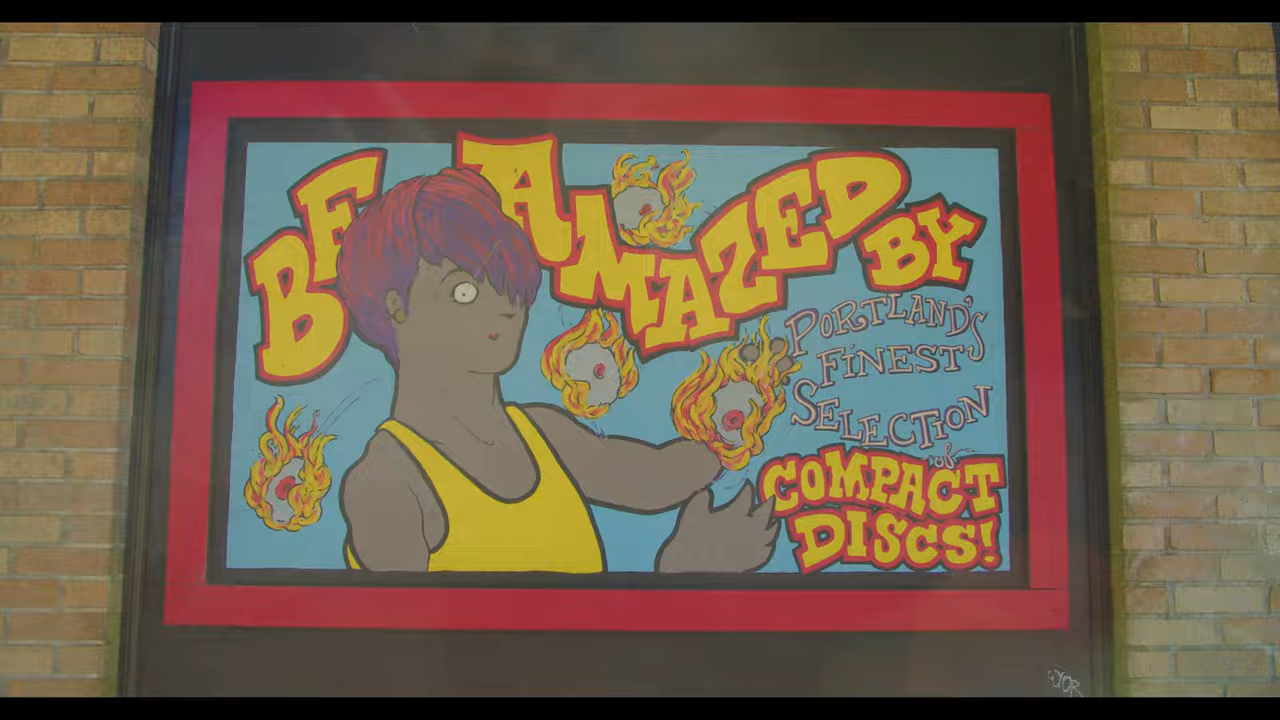 BE AMAZED BY
PORTLAND'S
FINEST
SELECTION
of
COMPACT
DISCS!